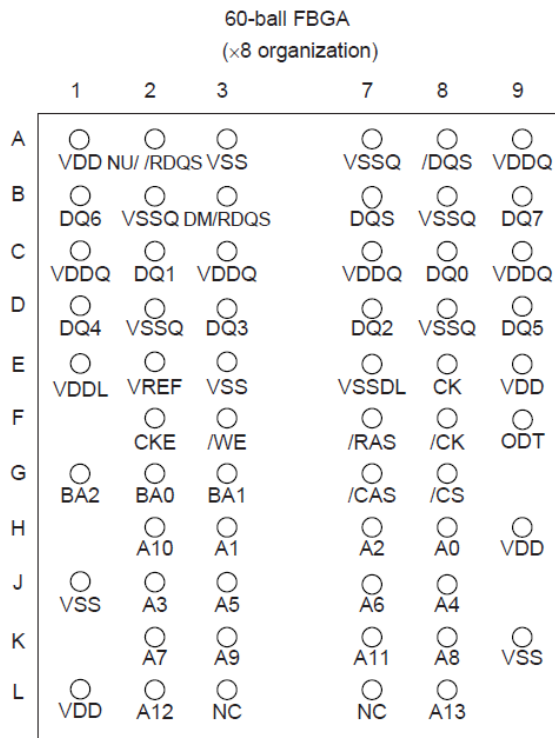 60-ball FBGA
(×8 organization)
1 2 3 7 8 9
A
VDD NU/ /RDQS VSS VSSQ /DQS VDDQ
B
DQ6 VSSQ DM/RDQS DQS VSSQ DQ7
C
VDDQ DQ1 VDDQ VDDQ DQ0 VDDQ
D
DQ4 VSSQ DQ3 DQ2 VSSQ DQ5
E
VDDL VREF VSS VSSDL CK VDD
F
CKE /WE /RAS /CK ODT
G
BA2 BA0 BA1 /CAS /CS
H
A10 A1 A2 A0 VDD
J
VSS A3 A5 A6 A4
K
A7 A9 A11 A8 VSS
L
VDD A12 NC NC A13